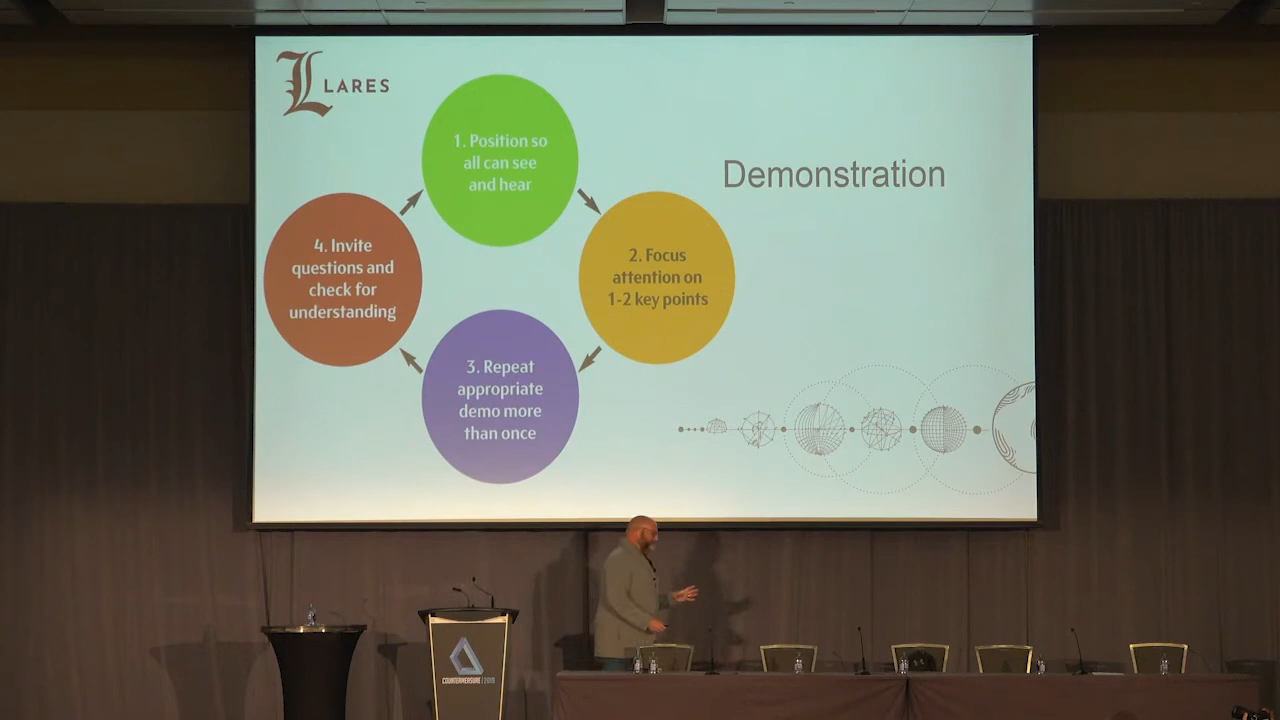 LARES
Demonstration
1. Position so
all can see
and hear
2. Focus
attention on
1-2 key points
3. Repeat
appropriate
demo more
than once
4. Invite
questions and
check for
understanding
COUNTERMEASURE | 2019